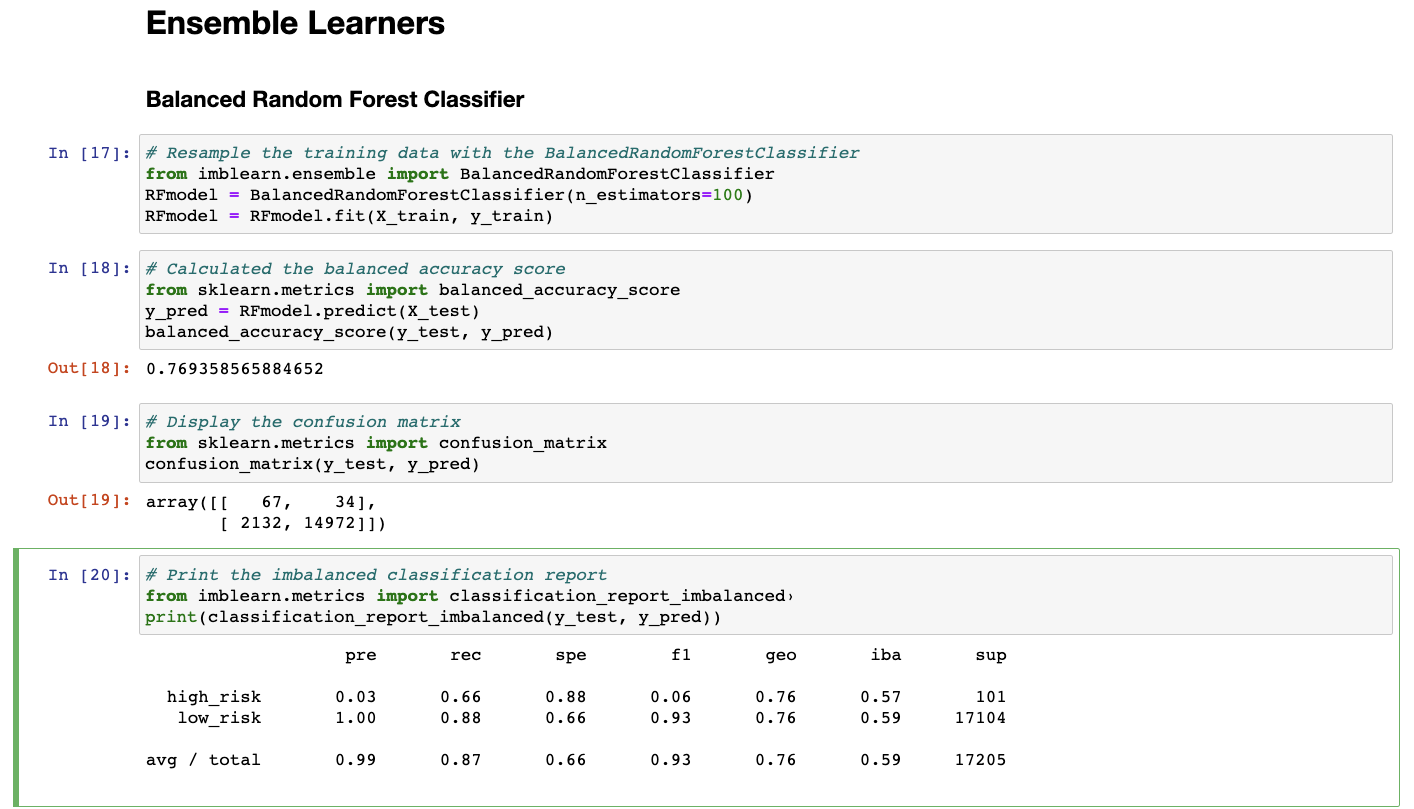 Ensemble Learners
Balanced Random Forest Classifier
In [17]:
# Resample the training data with the BalancedRandomForestClassifier
from imblearn.ensemble import BalancedRandomForestClassifier
RFmodel = BalancedRandomForestClassifier(n_estimators=100)
RFmodel = RFmodel.fit(X_train, y_train)
In [18]:
# Calculated the balanced accuracy score
from sklearn.metrics import balanced_accuracy_score
y_pred = RFmodel.predict(X_test)
balanced_accuracy_score(y_test, y_pred)
Out[18]: 0.769358565884652
In [19]:
# Display the confusion matrix
from sklearn.metrics import confusion_matrix
confusion_matrix(y_test, y_pred)
Out[19]: array([[   67,    34],
       [ 2132, 14972]])
In [20]:
# Print the imbalanced classification report
from imblearn.metrics import classification_report_imbalanced
print(classification_report_imbalanced(y_test, y_pred))
pre rec spe f1 geo iba sup
high_risk 0.03 0.66 0.88 0.06 0.76 0.57 101
low_risk 1.00 0.88 0.66 0.93 0.76 0.59 17104
avg / total 0.99 0.87 0.66 0.93 0.76 0.59 17205